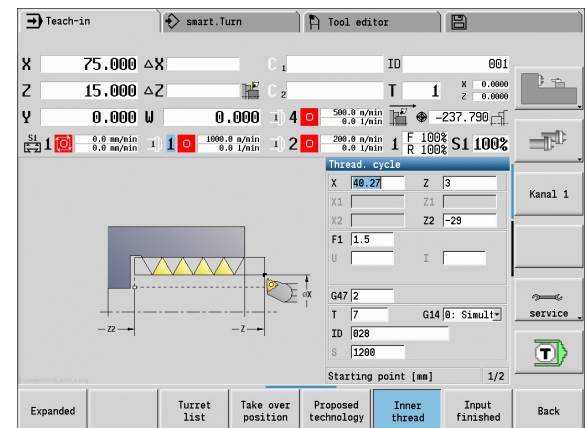 Teach-in smart.Turn Tool editor
X 75.000 △X C 1 ID 001
Z 15.000 △Z C 2 T 1 X 0.0000
Z 0.0000
Y 0.000 W 0.000 4 500.0 m/min -237.790
0.0 1/min
S1 1 0.0 mm/min 1 1000.0 m/min 2 200.0 m/min 1 F 100% S1 100%
0.0 mm/min 0.0 1/min 0.0 1/min R 100%
Thread. cycle
X 40.27 Z 3
X1 Z1
X2 Z2 -29
F1 1.5
U I
G47 2
T 7 G14 0: Simult
ID 028
S 1200
Starting point [mm] 1/2
øX
Z2
Z
Kanal 1
service
T
Expanded
Turret list
Take over position
Proposed technology
Inner thread
Input finished
Back